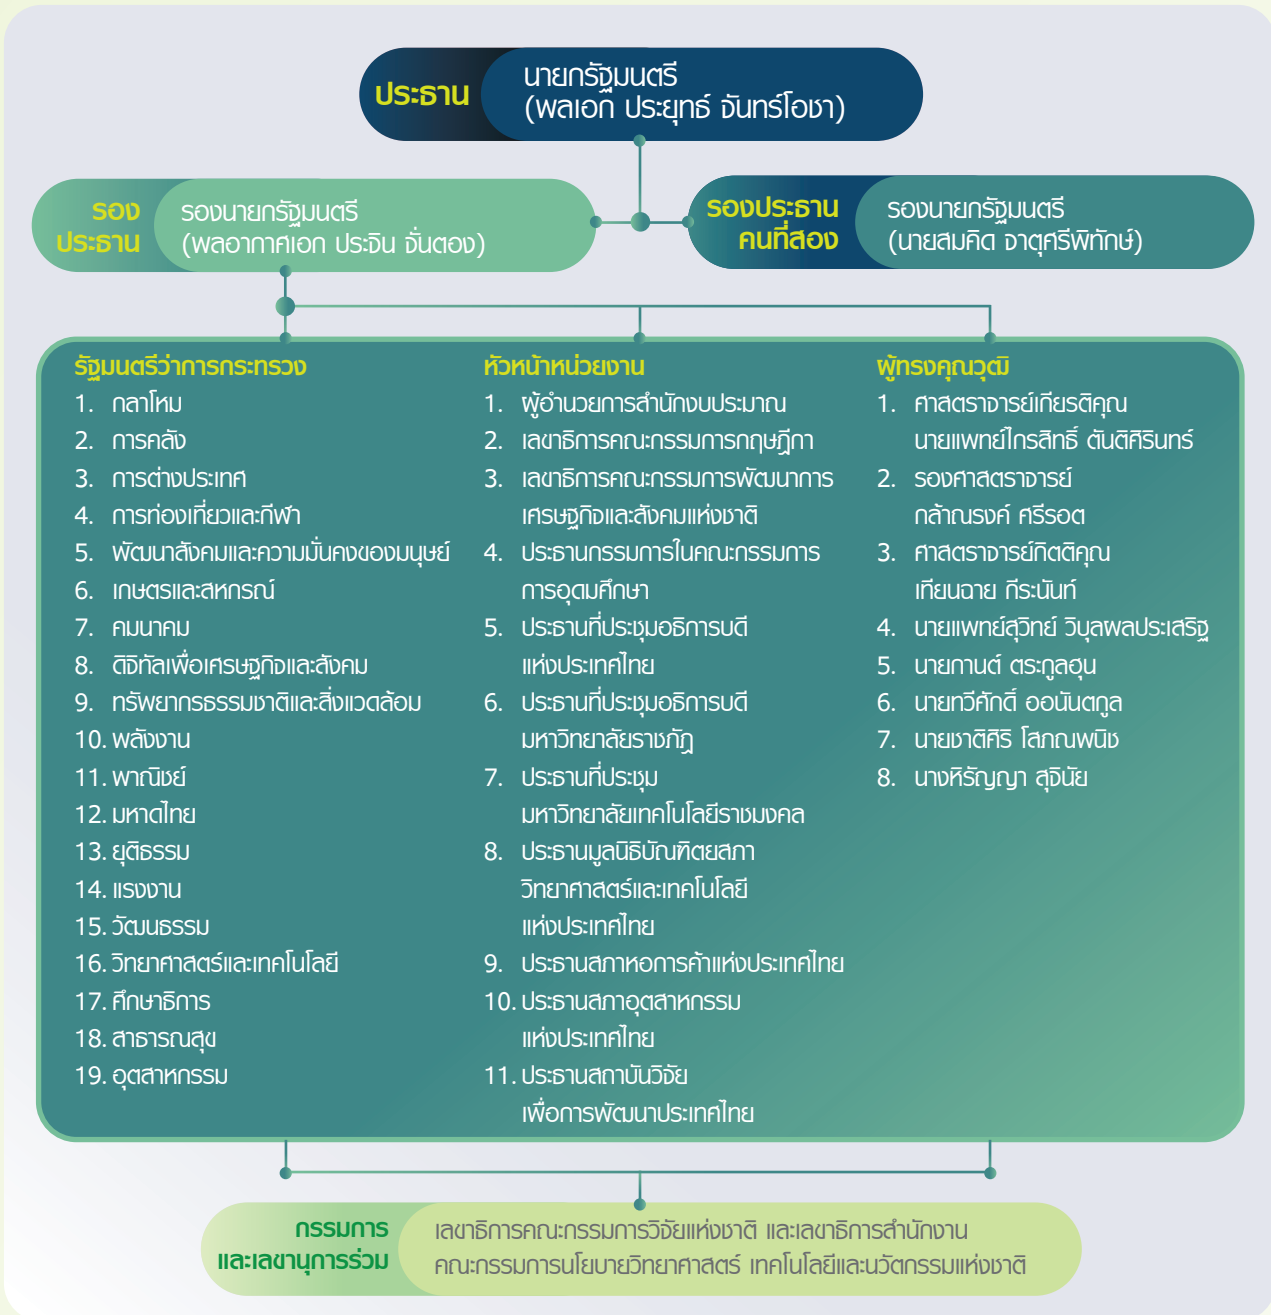 ประธาน
นายกรัฐมนตรี
(พลเอก ประยุทธ์ จันทร์โอชา)
รอง
ประธาน
รองนายกรัฐมนตรี
(พลอากาศเอก ประจิน จั่นตอง)
รองประธาน
คนที่สอง
รองนายกรัฐมนตรี
(นายสมคิด จาตุศรีพิทักษ์)
รัฐมนตรีว่าการกระทรวง
1. กลาโหม
2. การคลัง
3. การต่างประเทศ
4. การท่องเที่ยวและกีฬา
5. พัฒนาสังคมและความมั่นคงของมนุษย์
6. เกษตรและสหกรณ์
7. คมนาคม
8. ดิจิทัลเพื่อเศรษฐกิจและสังคม
9. ทรัพยากรธรรมชาติและสิ่งแวดล้อม
10. พลังงาน
11. พาณิชย์
12. มหาดไทย
13. ยุติธรรม
14. แรงงาน
15. วัฒนธรรม
16. วิทยาศาสตร์และเทคโนโลยี
17. ศึกษาธิการ
18. สาธารณสุข
19. อุตสาหกรรม
หัวหน้าหน่วยงาน
1. ผู้อำนวยการสำนักงบประมาณ
2. เลขาธิการคณะกรรมการกฤษฎีกา
3. เลขาธิการคณะกรรมการพัฒนาการ
เศรษฐกิจและสังคมแห่งชาติ
4. ประธานกรรมการในคณะกรรมการ
การอุดมศึกษา
5. ประธานที่ประชุมอธิการบดี
แห่งประเทศไทย
6. ประธานที่ประชุมอธิการบดี
มหาวิทยาลัยราชภัฏ
7. ประธานที่ประชุม
มหาวิทยาลัยเทคโนโลยีราชมงคล
8. ประธานมูลนิธิบัณฑิตยสภา
วิทยาศาสตร์และเทคโนโลยี
แห่งประเทศไทย
9. ประธานสภาหอการค้าแห่งประเทศไทย
10. ประธานสภาอุตสาหกรรม
แห่งประเทศไทย
11. ประธานสถาบันวิจัย
เพื่อการพัฒนาประเทศไทย
ผู้ทรงคุณวุฒิ
1. ศาสตราจารย์เกียรติคุณ
นายแพทย์ไกรสิทธิ์ ตันติศิรินทร์
2. รองศาสตราจารย์
กล้าณรงค์ ศรีรอต
3. ศาสตราจารย์กิตติคุณ
เทียนฉาย กีระนันท์
4. นายแพทย์สุวิทย์ วิบุลผลประเสริฐ
5. นายกานต์ ตระกูลฮุน
6. นายทวีศักดิ์ กออนันตกูล
7. นายชาติศิริ โสภณพนิช
8. นางหิรัญญา สุจินัย
กรรมการ
และเลขานุการร่วม
เลขาธิการคณะกรรมการวิจัยแห่งชาติ และเลขาธิการสำนักงาน
คณะกรรมการนโยบายวิทยาศาสตร์ เทคโนโลยีและนวัตกรรมแห่งชาติ